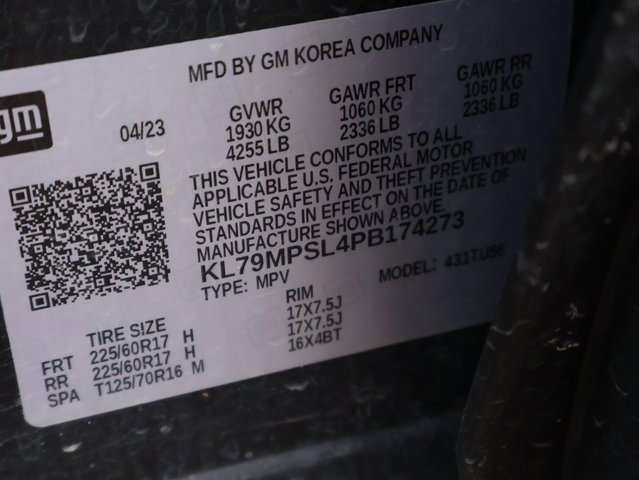 MFD BY GM KOREA COMPANY
gm
04/23
GVWR
1930 KG
4255 LB
GAWR FRT
1060 KG
2336 LB
GAWR RR
1060 KG
2336 LB
THIS VEHICLE CONFORMS TO ALL
APPLICABLE U.S. FEDERAL MOTOR
VEHICLE SAFETY AND THEFT PREVENTION
STANDARDS IN EFFECT ON THE DATE OF
MANUFACTURE SHOWN ABOVE.
KL79MPSL4PB174273
TYPE: MPV
MODEL: 431TU56
TIRE SIZE
RIM
FRT 225/60R17 H 17X7.5J
RR 225/60R17 H 17X7.5J
SPA T125/70R16 M 16X4BT